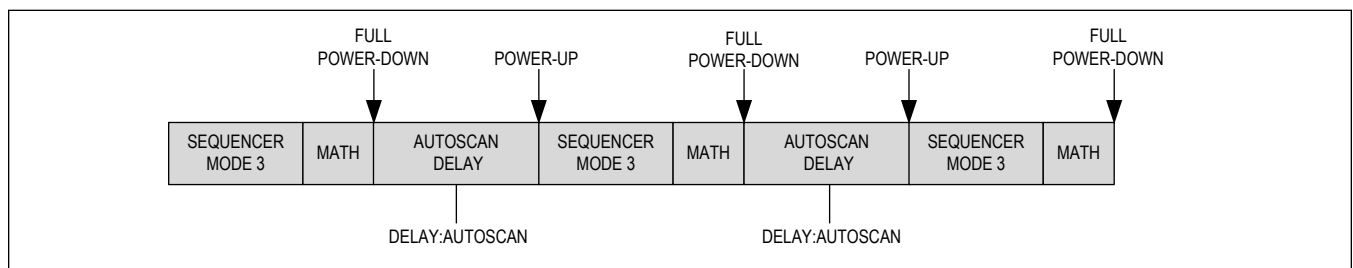 FULL
POWER-DOWN
POWER-UP
FULL
POWER-DOWN
POWER-UP
FULL
POWER-DOWN
SEQUENCER
MODE 3
MATH
AUTOSCAN
DELAY
SEQUENCER
MODE 3
MATH
AUTOSCAN
DELAY
SEQUENCER
MODE 3
MATH
DELAY:AUTOSCAN
DELAY:AUTOSCAN